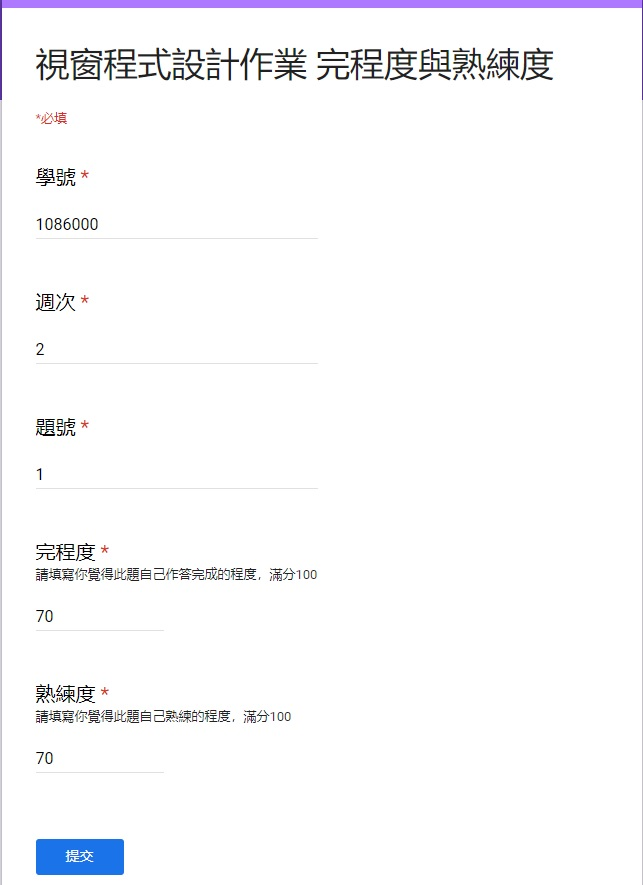 視窗程式設計作業 完程度與熟練度
*必填
學號 *
1086000
週次 *
2
題號 *
1
完程度 *
請填寫你覺得此題自己作答完成的程度，滿分100
70
熟練度 *
請填寫你覺得此題自己熟練的程度，滿分100
70
提交